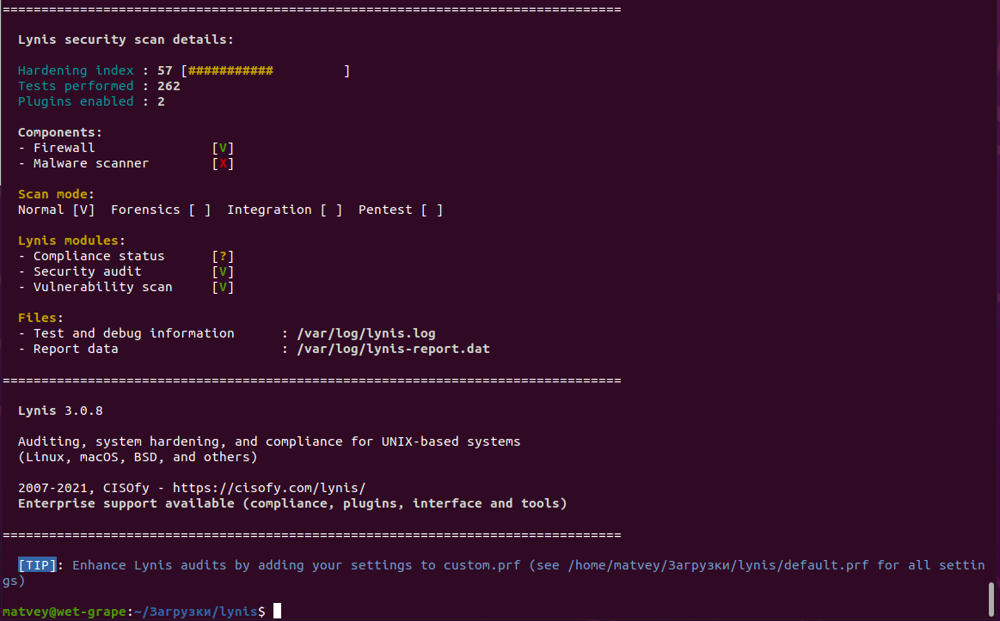 ================================================================================
Lynis security scan details:
Hardening index : 57 [###########         ]
Tests performed : 262
Plugins enabled : 2
Components:
- Firewall               [V]
- Malware scanner        [X]
Scan mode:
Normal [V]  Forensics [ ]  Integration [ ]  Pentest [ ]
Lynis modules:
- Compliance status      [?]
- Security audit         [V]
- Vulnerability scan     [V]
Files:
- Test and debug information      : /var/log/lynis.log
- Report data                     : /var/log/lynis-report.dat
================================================================================
Lynis 3.0.8
Auditing, system hardening, and compliance for UNIX-based systems
(Linux, macOS, BSD, and others)
2007-2021, CISOfy - https://cisofy.com/lynis/
Enterprise support available (compliance, plugins, interface and tools)
================================================================================
[TIP]: Enhance Lynis audits by adding your settings to custom.prf (see /home/matvey/Загрузки/lynis/default.prf for all settin
gs)
matvey@wet-grape:~/Загрузки/lynis$